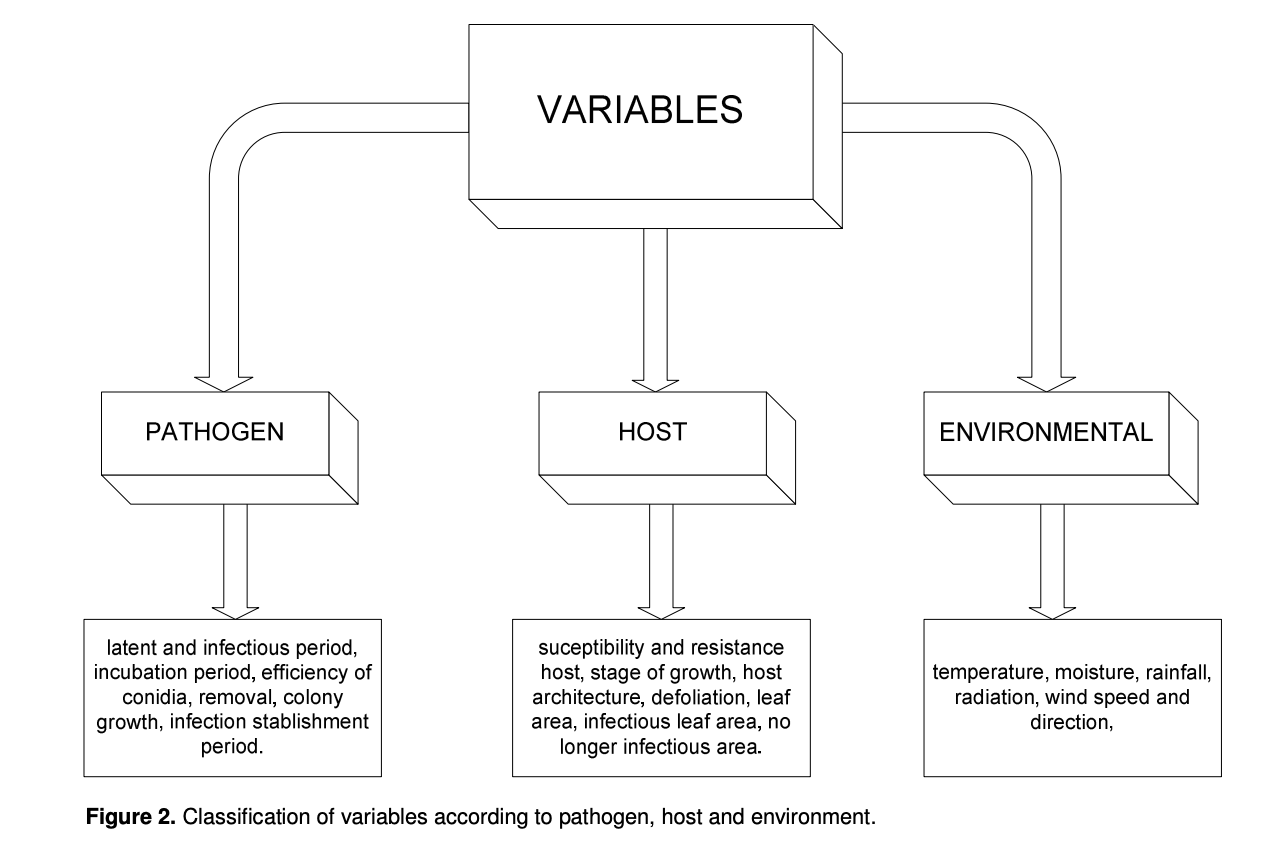 VARIABLES
PATHOGEN
HOST
ENVIRONMENTAL
latent and infectious period,
incubation period, efficiency of
conidia, removal, colony
growth, infection stablishment
period.
suceptibility and resistance
host, stage of growth, host
architecture, defoliation, leaf
area, infectious leaf area, no
longer infectious area.
temperature, moisture, rainfall,
radiation, wind speed and
direction,
Figure 2. Classification of variables according to pathogen, host and environment.